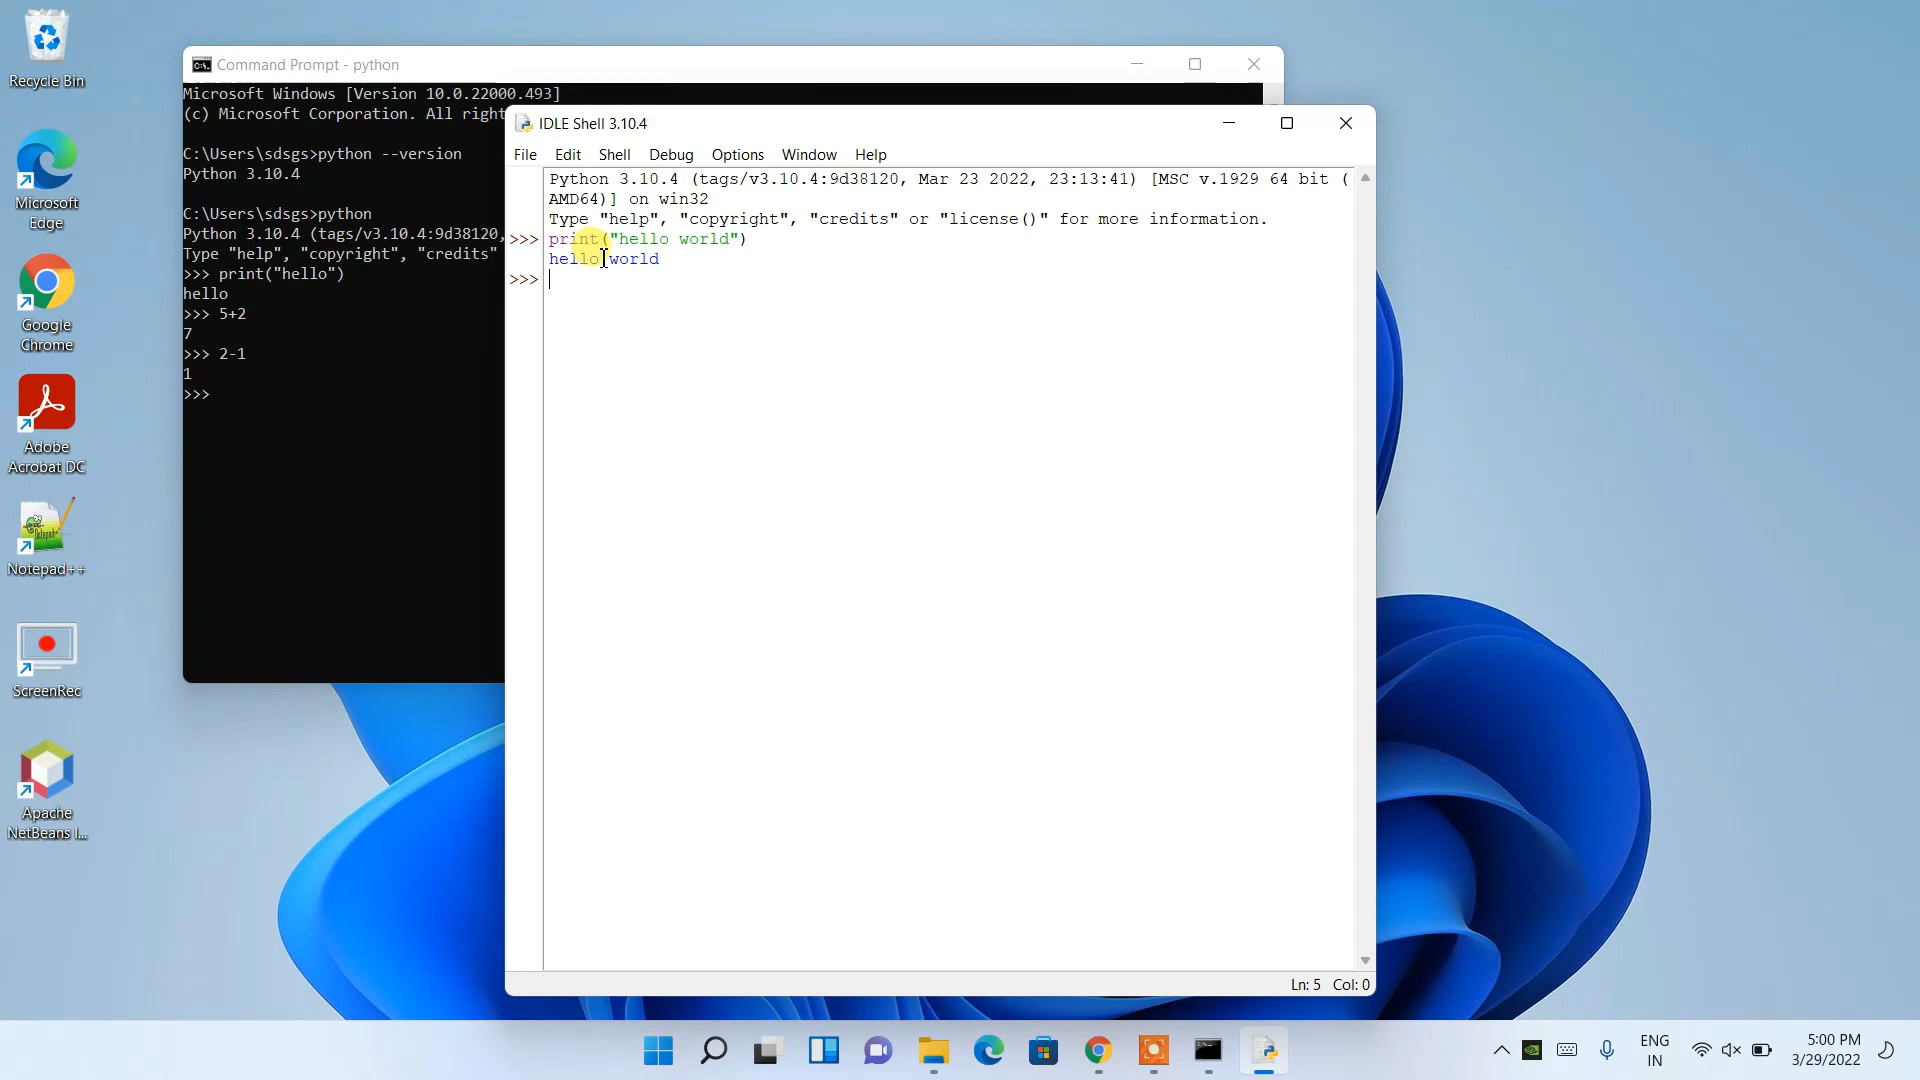 Recycle Bin
Microsoft
Edge
Google
Chrome
Adobe
Acrobat DC
Notepad++
ScreenRec
Apache
NetBeans I...
Command Prompt - python
Microsoft Windows [Version 10.0.22000.493]
(c) Microsoft Corporation. All right
C:\Users\sdsgs>python --version
Python 3.10.4
C:\Users\sdsgs>python
Python 3.10.4 (tags/v3.10.4:9d38120,
Type "help", "copyright", "credits"
>>> print("hello")
hello
>>> 5+2
7
>>> 2-1
1
>>>
IDLE Shell 3.10.4
File Edit Shell Debug Options Window Help
Python 3.10.4 (tags/v3.10.4:9d38120, Mar 23 2022, 23:13:41) [MSC v.1929 64 bit (
AMD64)] on win32
Type "help", "copyright", "credits" or "license()" for more information.
>>> print("hello world")
hello world
>>>
Ln: 5 Col: 0
ENG
IN
5:00 PM
3/29/2022